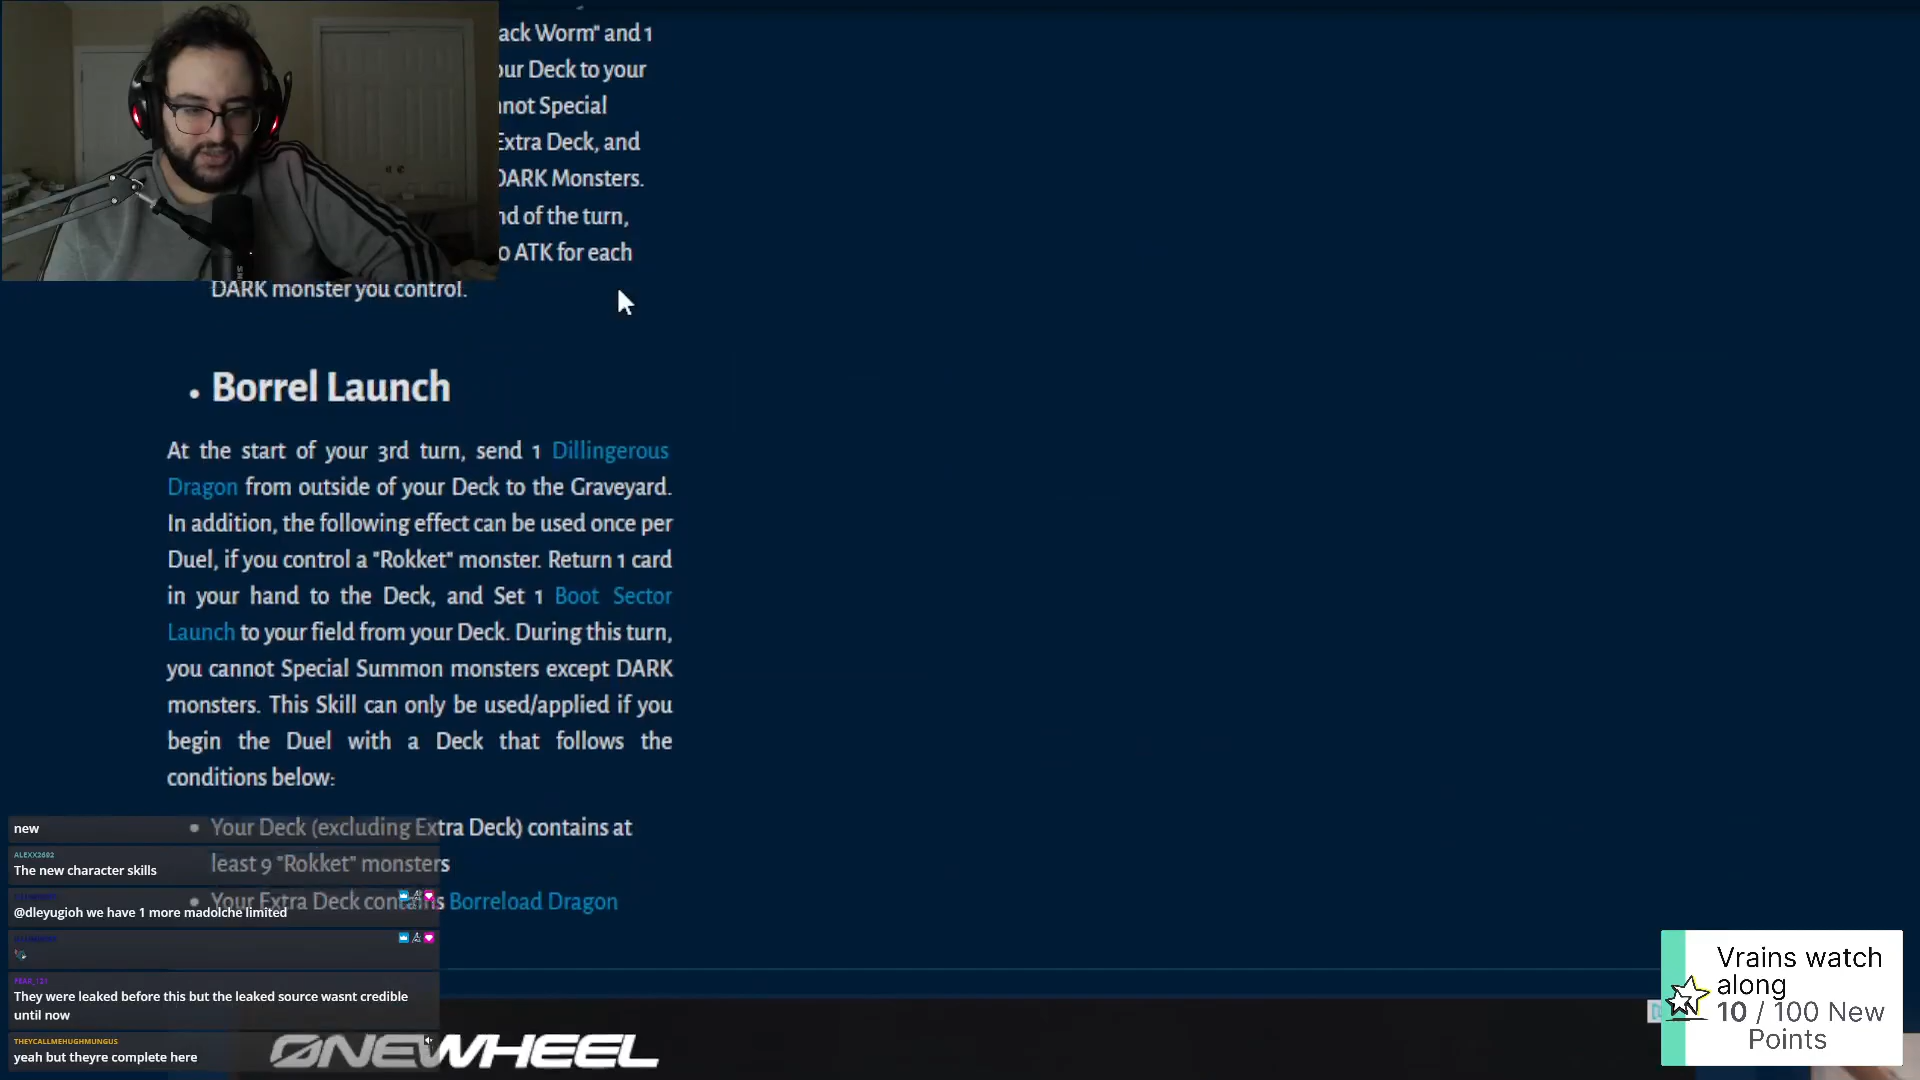 ack Worm" and 1
our Deck to your
nnot Special
Extra Deck, and
DARK Monsters.
nd of the turn,
o ATK for each
DARK monster you control.
• Borrel Launch
At the start of your 3rd turn, send 1 Dillingerous
Dragon from outside of your Deck to the Graveyard.
In addition, the following effect can be used once per
Duel, if you control a "Rokket" monster. Return 1 card
in your hand to the Deck, and Set 1 Boot Sector
Launch to your field from your Deck. During this turn,
you cannot Special Summon monsters except DARK
monsters. This Skill can only be used/applied if you
begin the Duel with a Deck that follows the
conditions below:
• Your Deck (excluding Extra Deck) contains at
least 9 "Rokket" monsters
• Your Extra Deck contains Borreload Dragon
new
ALEXX2602
The new character skills
@dleyugioh we have 1 more madolche limited
FEAR_121
They were leaked before this but the leaked source wasnt credible
until now
THEYCALLMEHUGHMUNGUS
yeah but theyre complete here
ONEWHEEL
Vrains watch
along
10 / 100 New
Points